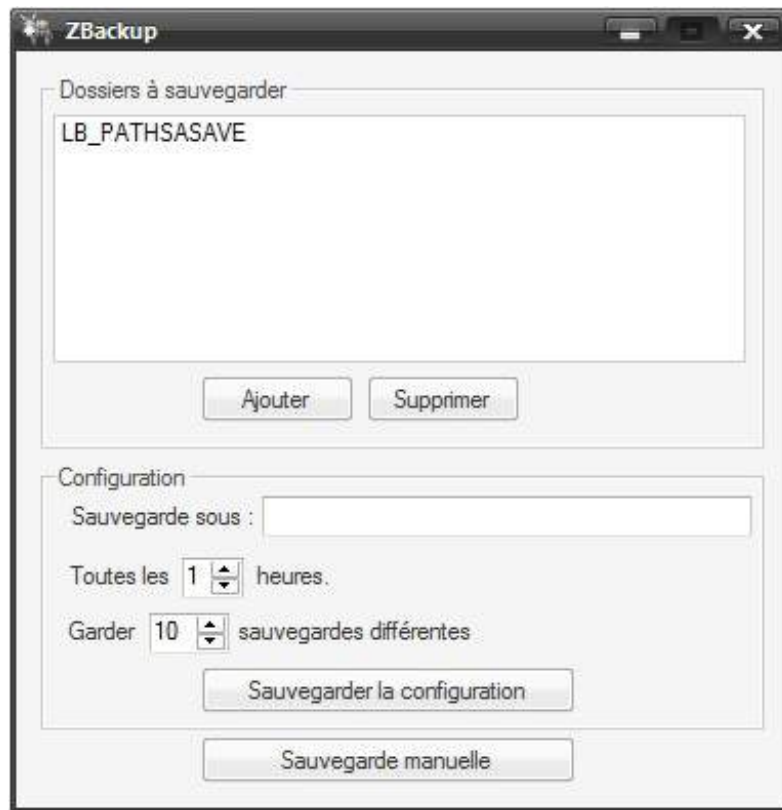 ZBackup
Dossiers à sauvegarder
LB_PATHSASAVE
Ajouter Supprimer
Configuration
Sauvegarde sous :
Toutes les 1 heures.
Garder 10 sauvegardes différentes
Sauvegarder la configuration
Sauvegarde manuelle